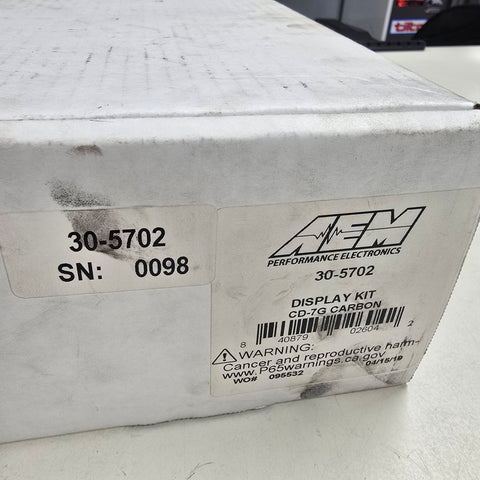 30-5702
SN: 0098
AEM
PERFORMANCE ELECTRONICS
30-5702
DISPLAY KIT
CD-7G CARBON
8 40879 02604 2
WARNING:
Cancer and reproductive harm-
www.P65warnings.ca.gov
WO# 095532 04/15/19